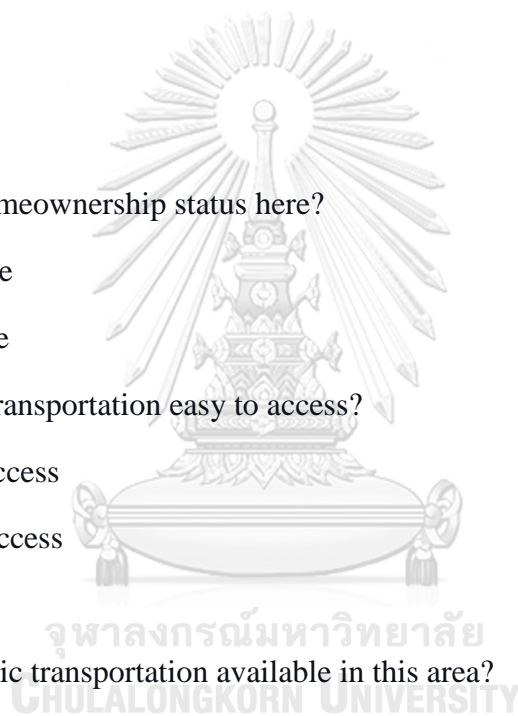 meownership status here?
e
e
ransportation easy to access?
ccess
ccess
จุฬาลงกรณ์มหาวิทยาลัย
ic transportation available in this area?
CHULALONGKORN UNIVERSITY